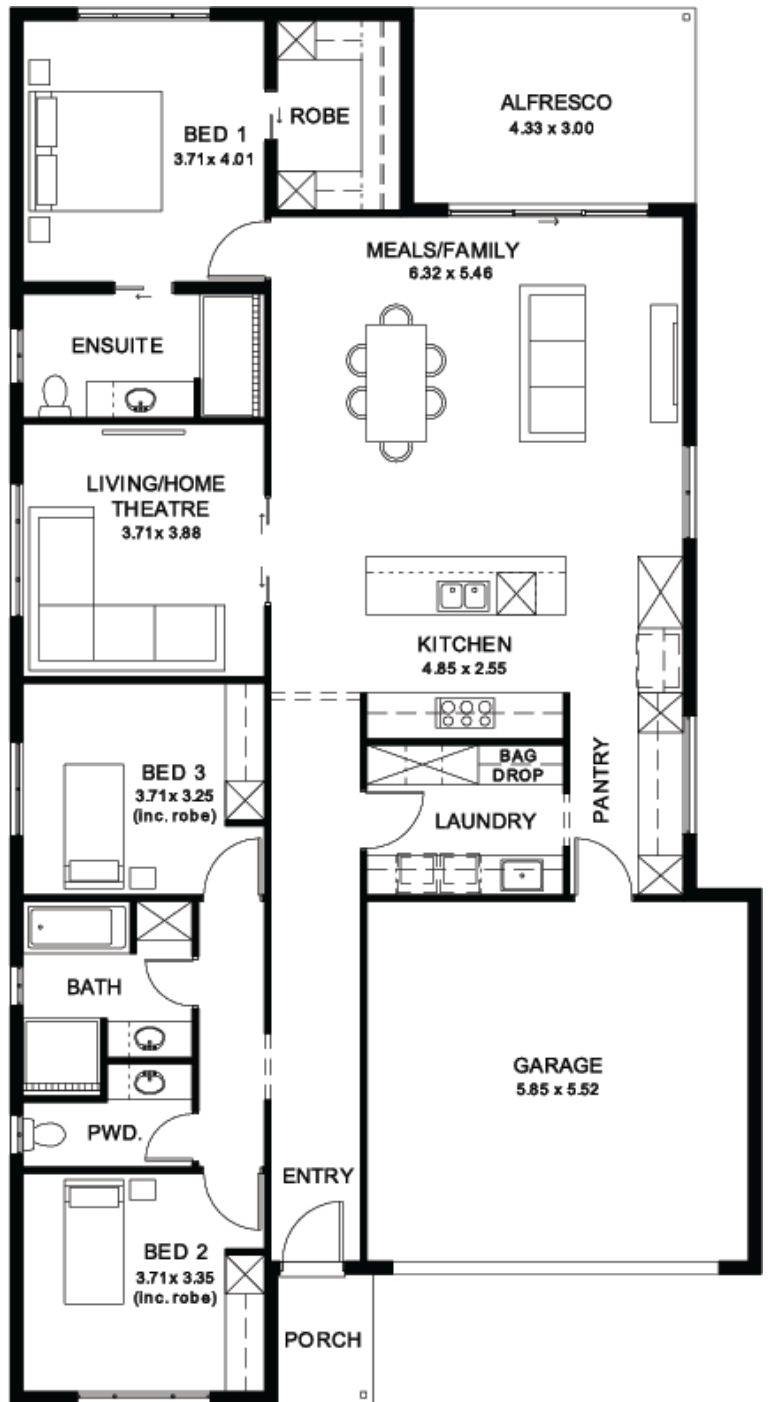 ALFRESCO
4.33 x 3.00
ROBE
BED 1
3.71 x 4.01
MEALS/FAMILY
6.32 x 5.46
ENSUITE
LIVING/HOME
THEATRE
3.71 x 3.88
KITCHEN
4.85 x 2.55
BED 3
3.71 x 3.25
(inc. robe)
BAG
DROP
PANTRY
LAUNDRY
BATH
GARAGE
5.85 x 5.52
PWD.
ENTRY
BED 2
3.71 x 3.35
(inc. robe)
PORCH